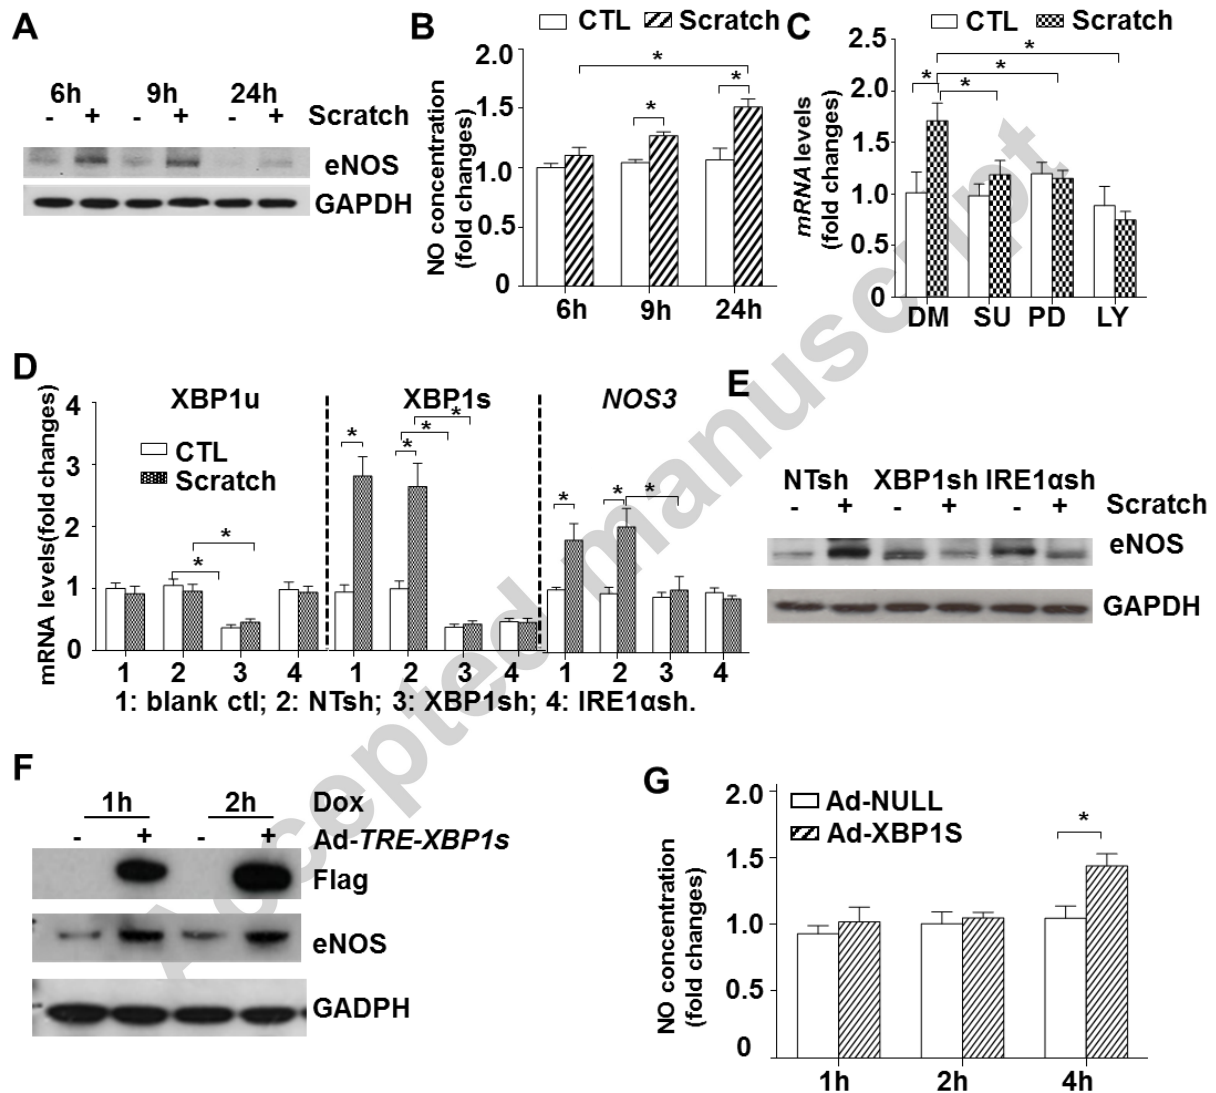 A
6h 9h 24h
- + - + - + Scratch
eNOS
GAPDH
B
CTL Scratch
NO concentration
(fold changes)
2.0
1.5
1.0
0.5
0
*
*
*
6h 9h 24h
C
CTL Scratch
mRNA levels
(fold changes)
2.5
2.0
1.5
1.0
0.5
0
*
*
*
*
DM SU PD LY
D
XBP1u XBP1s NOS3
CTL
Scratch
mRNA levels(fold changes)
4
3
2
1
0
* *
* * * *
* * *
1 2 3 4 1 2 3 4 1 2 3 4
1: blank ctl; 2: NTsh; 3: XBP1sh; 4: IRE1αsh.
E
NTsh XBP1sh IRE1αsh
- + - + - + Scratch
eNOS
GAPDH
F
1h 2h Dox
- + - + Ad-TRE-XBP1s
Flag
eNOS
GADPH
G
Ad-NULL
Ad-XBP1S
NO concentration
(fold changes)
2.0
1.5
1.0
0.5
0
*
1h 2h 4h
Accepted manuscript